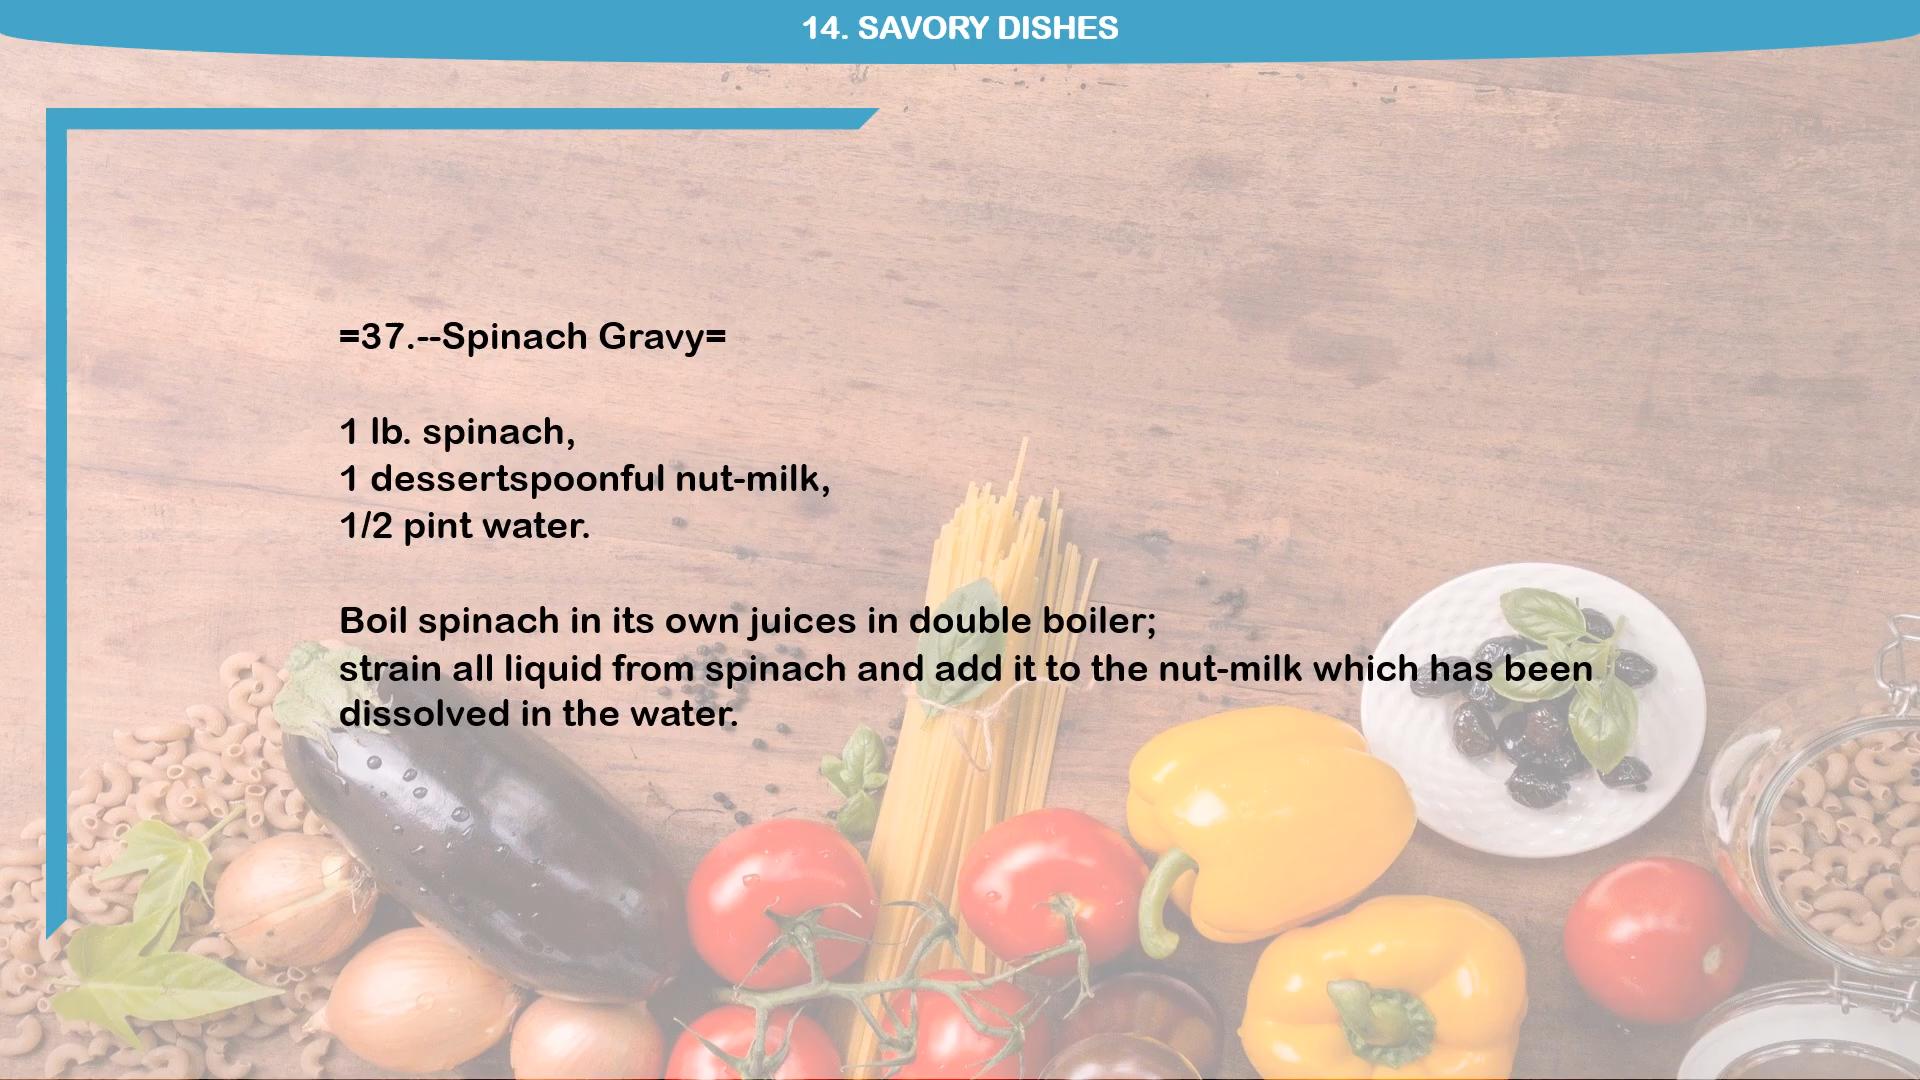 14. SAVORY DISHES
=37.--Spinach Gravy=
1 lb. spinach,
1 dessertspoonful nut-milk,
1/2 pint water.
Boil spinach in its own juices in double boiler;
strain all liquid from spinach and add it to the nut-milk which has been
dissolved in the water.